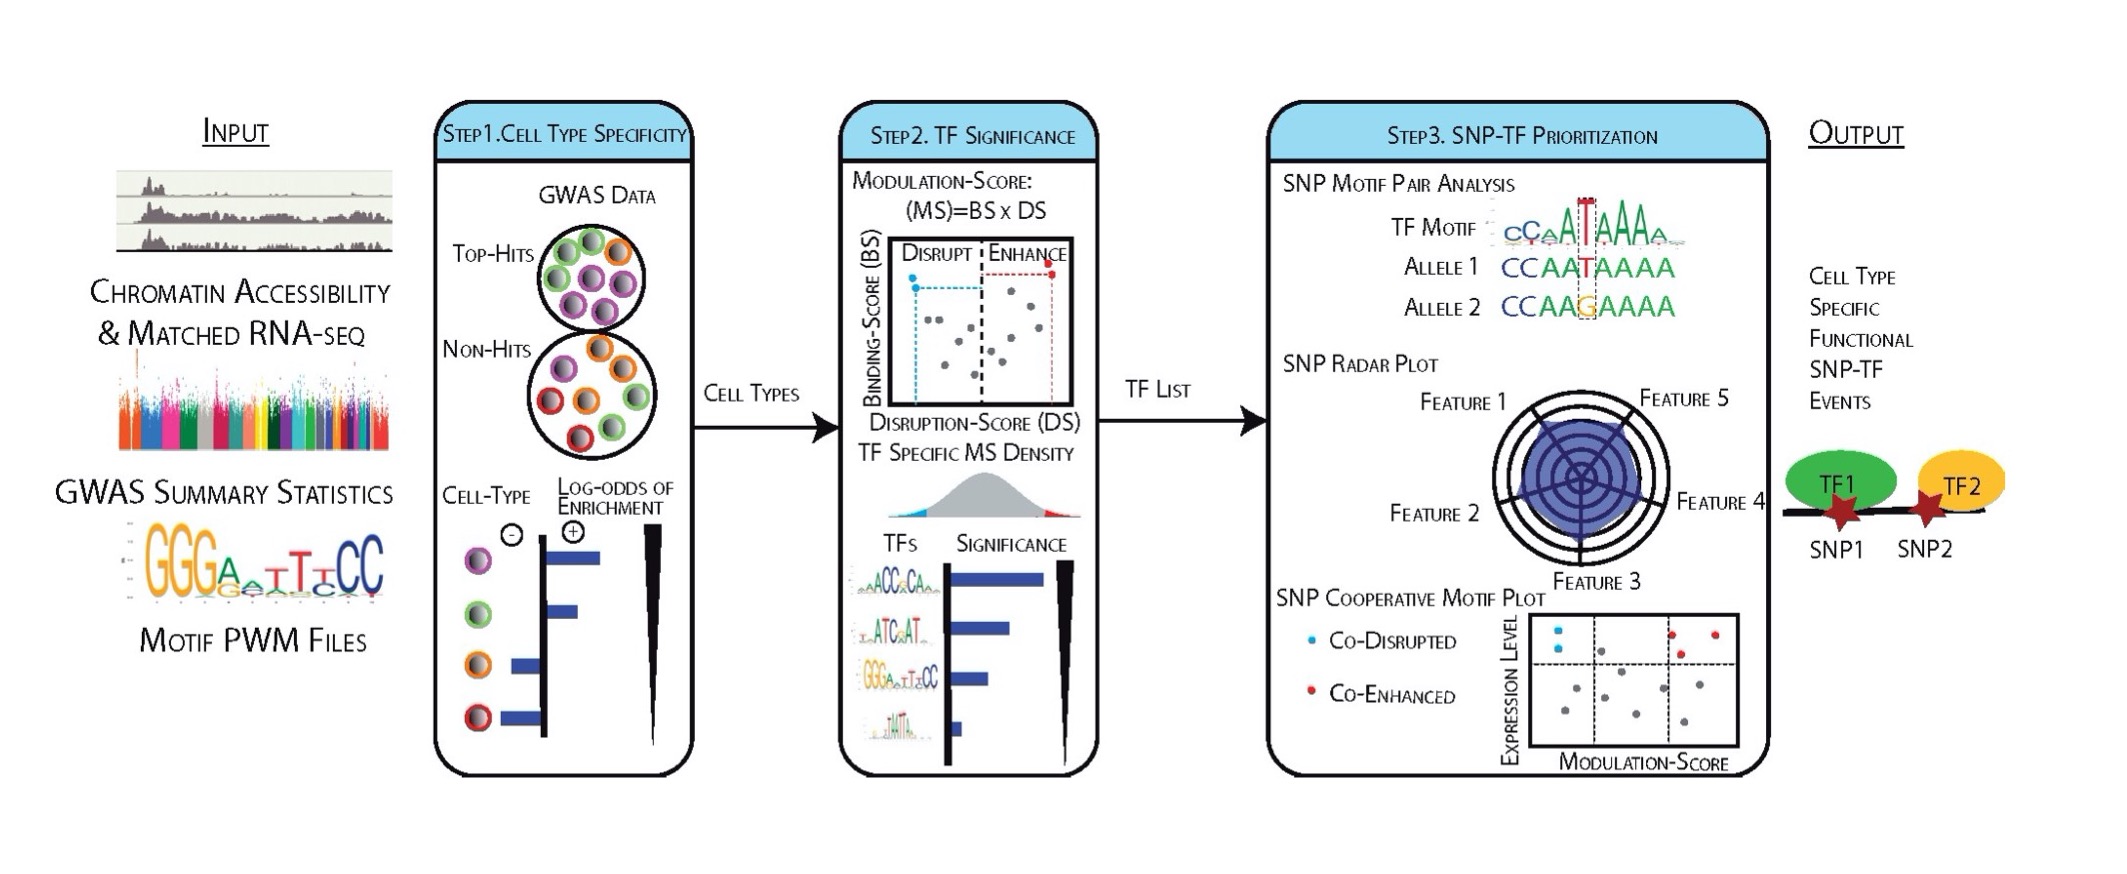 Input
Chromatin Accessibility
& Matched RNA-seq
GWAS Summary Statistics
GGGAATTTCC
Motif PWM Files
Step1.Cell Type Specificity
GWAS Data
Top-Hits
Non-Hits
Cell-Type
Log-odds of
Enrichment
-
+
Cell Types
Step2. TF Significance
Modulation-Score:
(MS)=BS x DS
Binding-Score (BS)
Disrupt
Enhance
Disruption-Score (DS)
TF Specific MS Density
TFs
Significance
TF List
Step3. SNP-TF Prioritization
SNP Motif Pair Analysis
TF Motif
CCAATAAAA
Allele 1
CCAATAAAA
Allele 2
CCAAGAAAA
SNP Radar Plot
Feature 1
Feature 5
Feature 2
Feature 4
Feature 3
SNP Cooperative Motif Plot
Co-Disrupted
Co-Enhanced
Expression Level
Modulation-Score
Output
Cell Type
Specific
Functional
SNP-TF
Events
TF1
TF2
SNP1
SNP2